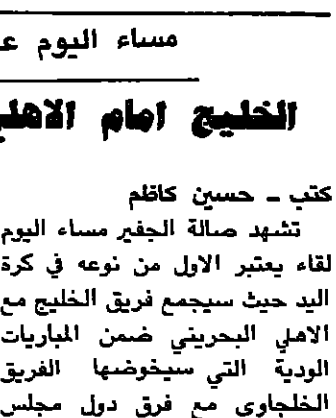 مساء اليوم
الخليج امام الاهلي
كتب ـ حسين كاظم
تشهد صالة الجفير مساء اليوم
لقاء يعتبر الاول من نوعه في كرة
اليد حيث سيجمع فريق الخليج مع
الاهلي البحريني ضمن المباريات
الودية التي سيخوضها الفريق
الخلجاوي مع فرق دول مجلس